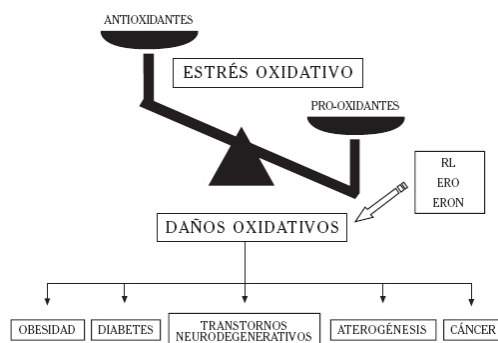 ANTIOXIDANTES
ESTRÉS OXIDATIVO
PRO-OXIDANTES
RL
ERO
ERON
DAÑOS OXIDATIVOS
OBESIDAD
DIABETES
TRANSTORNOS
NEURODEGENERATIVOS
ATEROGÉNESIS
CÁNCER